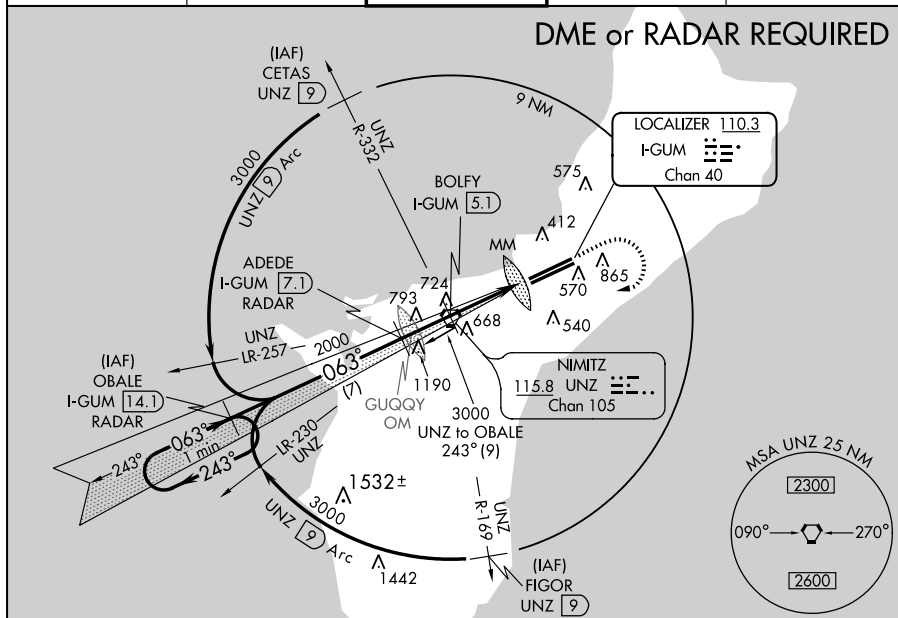 DME or RADAR REQUIRED
(IAF)
CETAS
UNZ 9
UNZ
R-332
9 NM
LOCALIZER 110.3
I-GUM
Chan 40
3000
UNZ 9 Arc
BOLFY
I-GUM 5.1
575
412
MM
865
570
540
ADEDE
I-GUM 7.1
RADAR
724
793
668
UNZ
LR-257
2000
063°
(7)
1190
GUQQY
OM
NIMITZ
115.8 UNZ
Chan 105
(IAF)
OBALE
I-GUM 14.1
RADAR
3000
UNZ to OBALE
243° (9)
063°
1 min
243°
243°
LR-230
UNZ
1532±
3000
UNZ 9 Arc
1442
UNZ
R-169
(IAF)
FIGOR
UNZ 9
MSA UNZ 25 NM
2300
090°
270°
2600